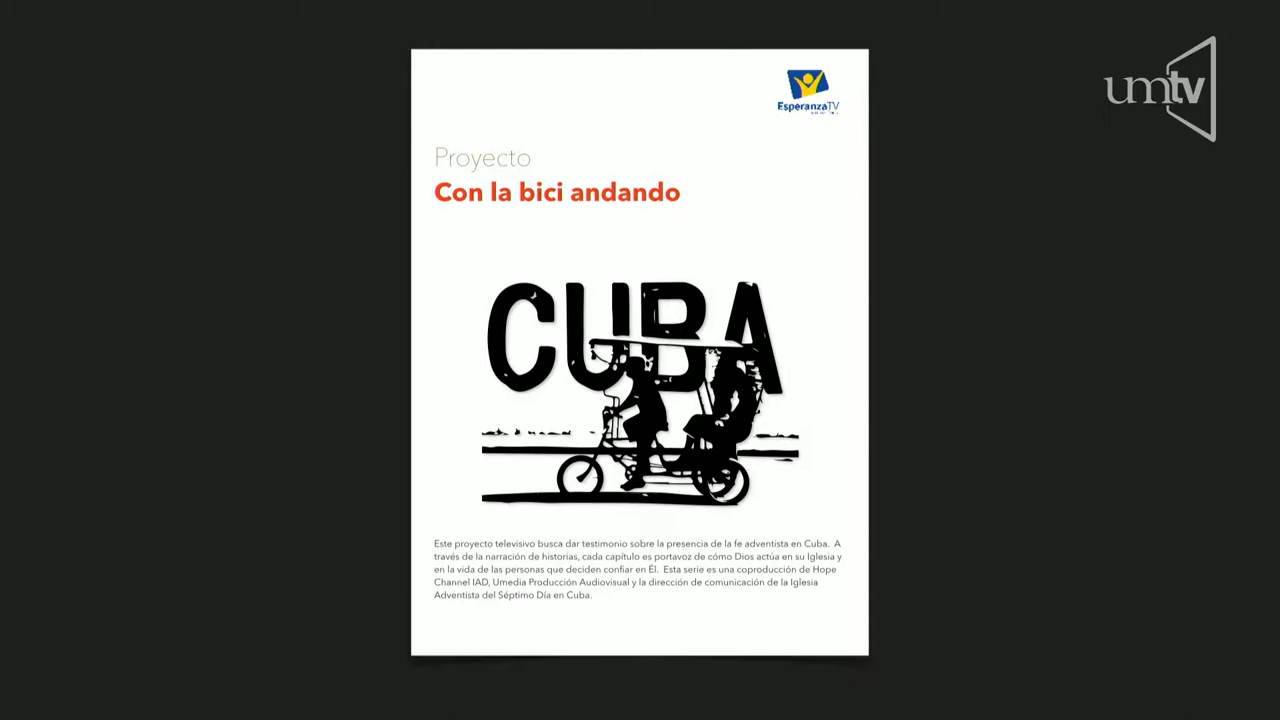 umtv
EsperanzaTV
Proyecto
Con la bici andando
CUBA
Este proyecto televisivo busca dar testimonio sobre la presencia de la fe adventista en Cuba. A
través de la narración de historias, cada capítulo es portavoz de cómo Dios actúa en su Iglesia y
en la vida de las personas que deciden confiar en Él. Esta serie es una coproducción de Hope
Channel IAD, Umedia Producción Audiovisual y la dirección de comunicación de la Iglesia
Adventista del Séptimo Día en Cuba.